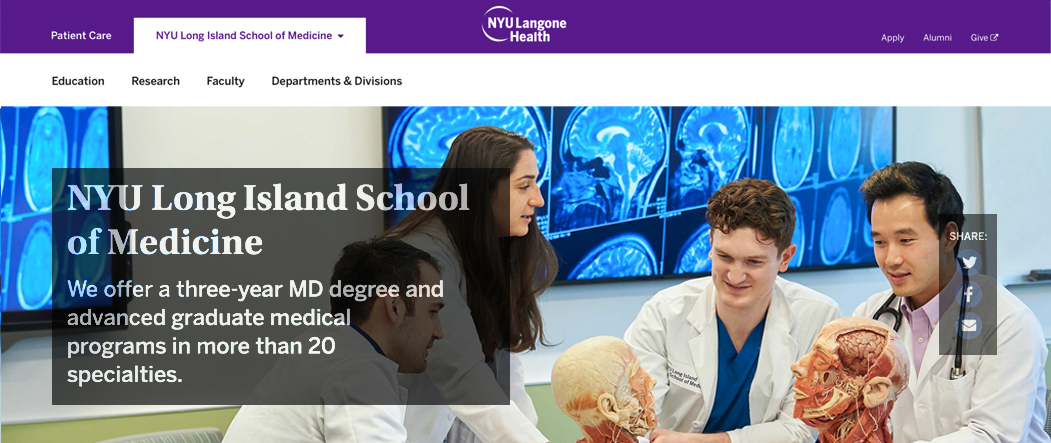 Patient Care
NYU Long Island School of Medicine
NYU Langone
Health
Apply
Alumni
Give
Education
Research
Faculty
Departments & Divisions
NYU Long Island School
of Medicine
We offer a three-year MD degree and
advanced graduate medical
programs in more than 20
specialties.
SHARE:
Long Island
School of Medi